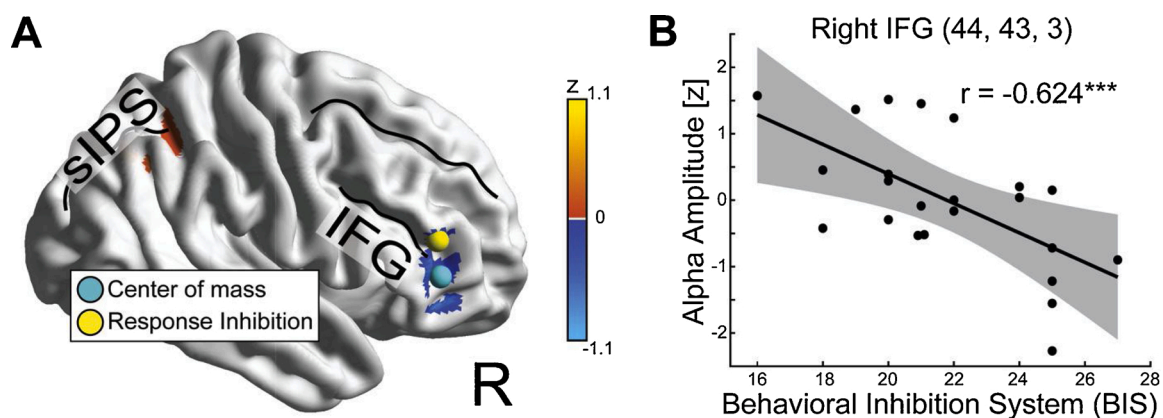 A
sIPS
IFG
Center of mass
Response Inhibition
R
z
1.1
0
-1.1
B
Right IFG (44, 43, 3)
r = -0.624***
Alpha Amplitude [z]
2
1
0
-1
-2
16 18 20 22 24 26 28
Behavioral Inhibition System (BIS)